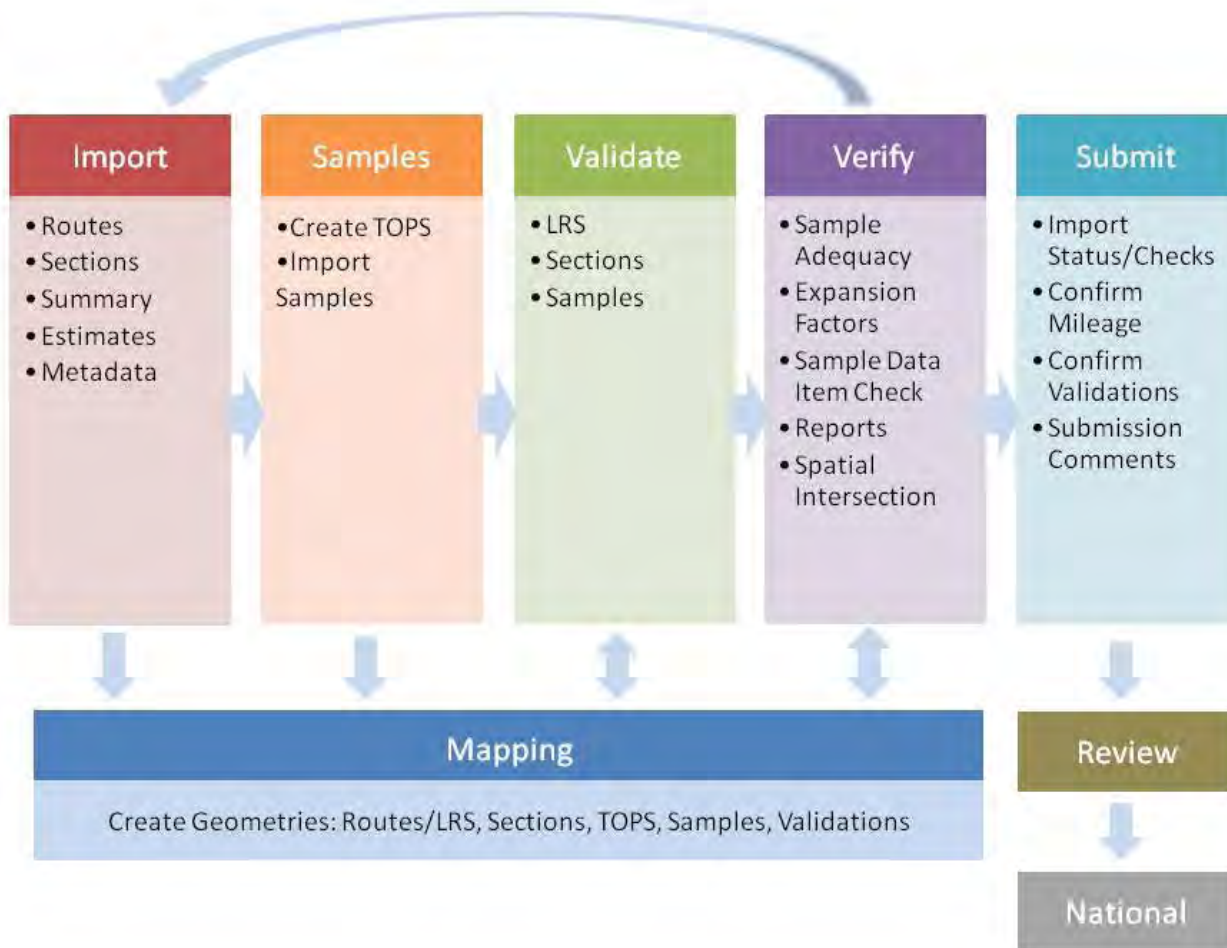 Import
• Routes
• Sections
• Summary
• Estimates
• Metadata
Samples
• Create TOPS
• Import
Samples
Validate
• LRS
• Sections
• Samples
Verify
• Sample
Adequacy
• Expansion
Factors
• Sample Data
Item Check
• Reports
• Spatial
Intersection
Submit
• Import
Status/Checks
• Confirm
Mileage
• Confirm
Validations
• Submission
Comments
Mapping
Create Geometries: Routes/LRS, Sections, TOPS, Samples, Validations
Review
National